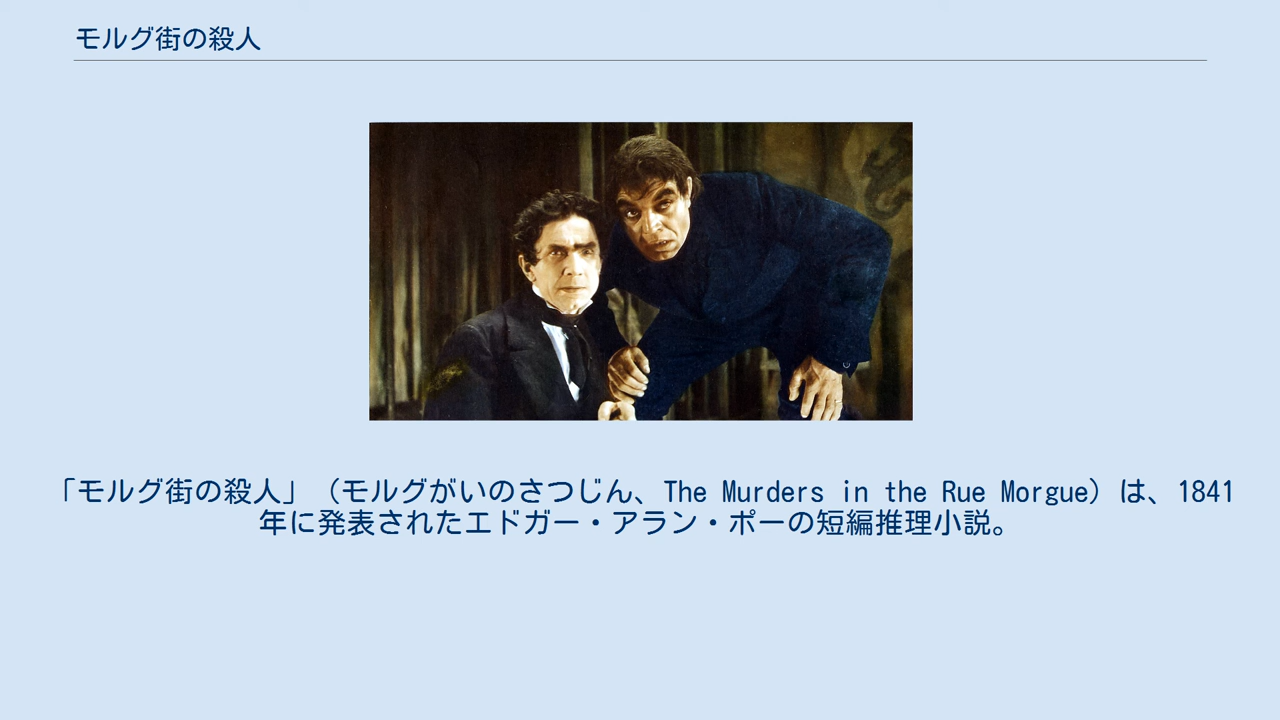 モルグ街の殺人
「モルグ街の殺人」（モルグがいのさつじん、The Murders in the Rue Morgue）は、1841
年に発表されたエドガー・アラン・ポーの短編推理小説。